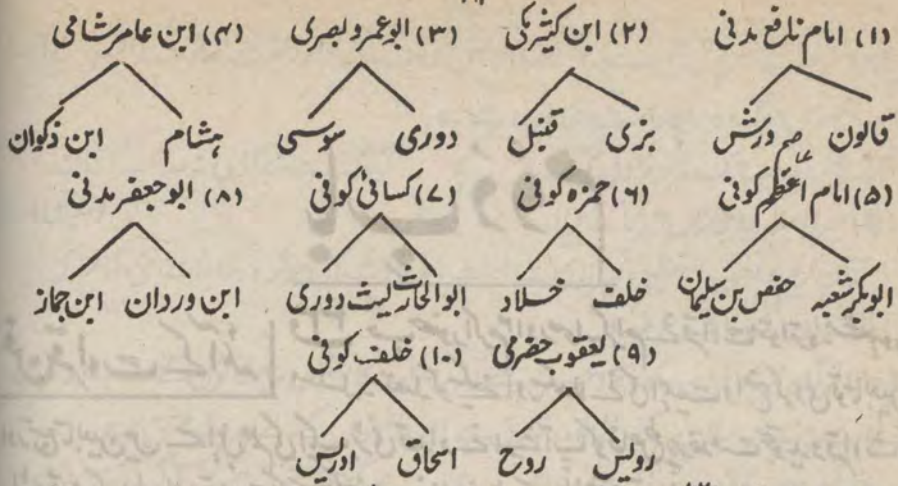 (۱) امام نافع مدنی (۲) ابن کثیر مکی (۳) ابوعمرو بصری (۴) ابن عامر شامی
قالون ورش بزی قنبل دوری سوسی ہشام ابن ذکوان
(۵) امام کوفی (۶) حمزہ کوفی (۷) کسائی کوفی (۸) ابوجعفر مدنی
ابوبکر شعبہ حفص بن سلیمان خلف خلاد ابوالحارث لیث دوری ابن وردان ابن جماز
(۹) یعقوب حضرمی (۱۰) خلف کوفی
رویس روح اسحاق ادریس